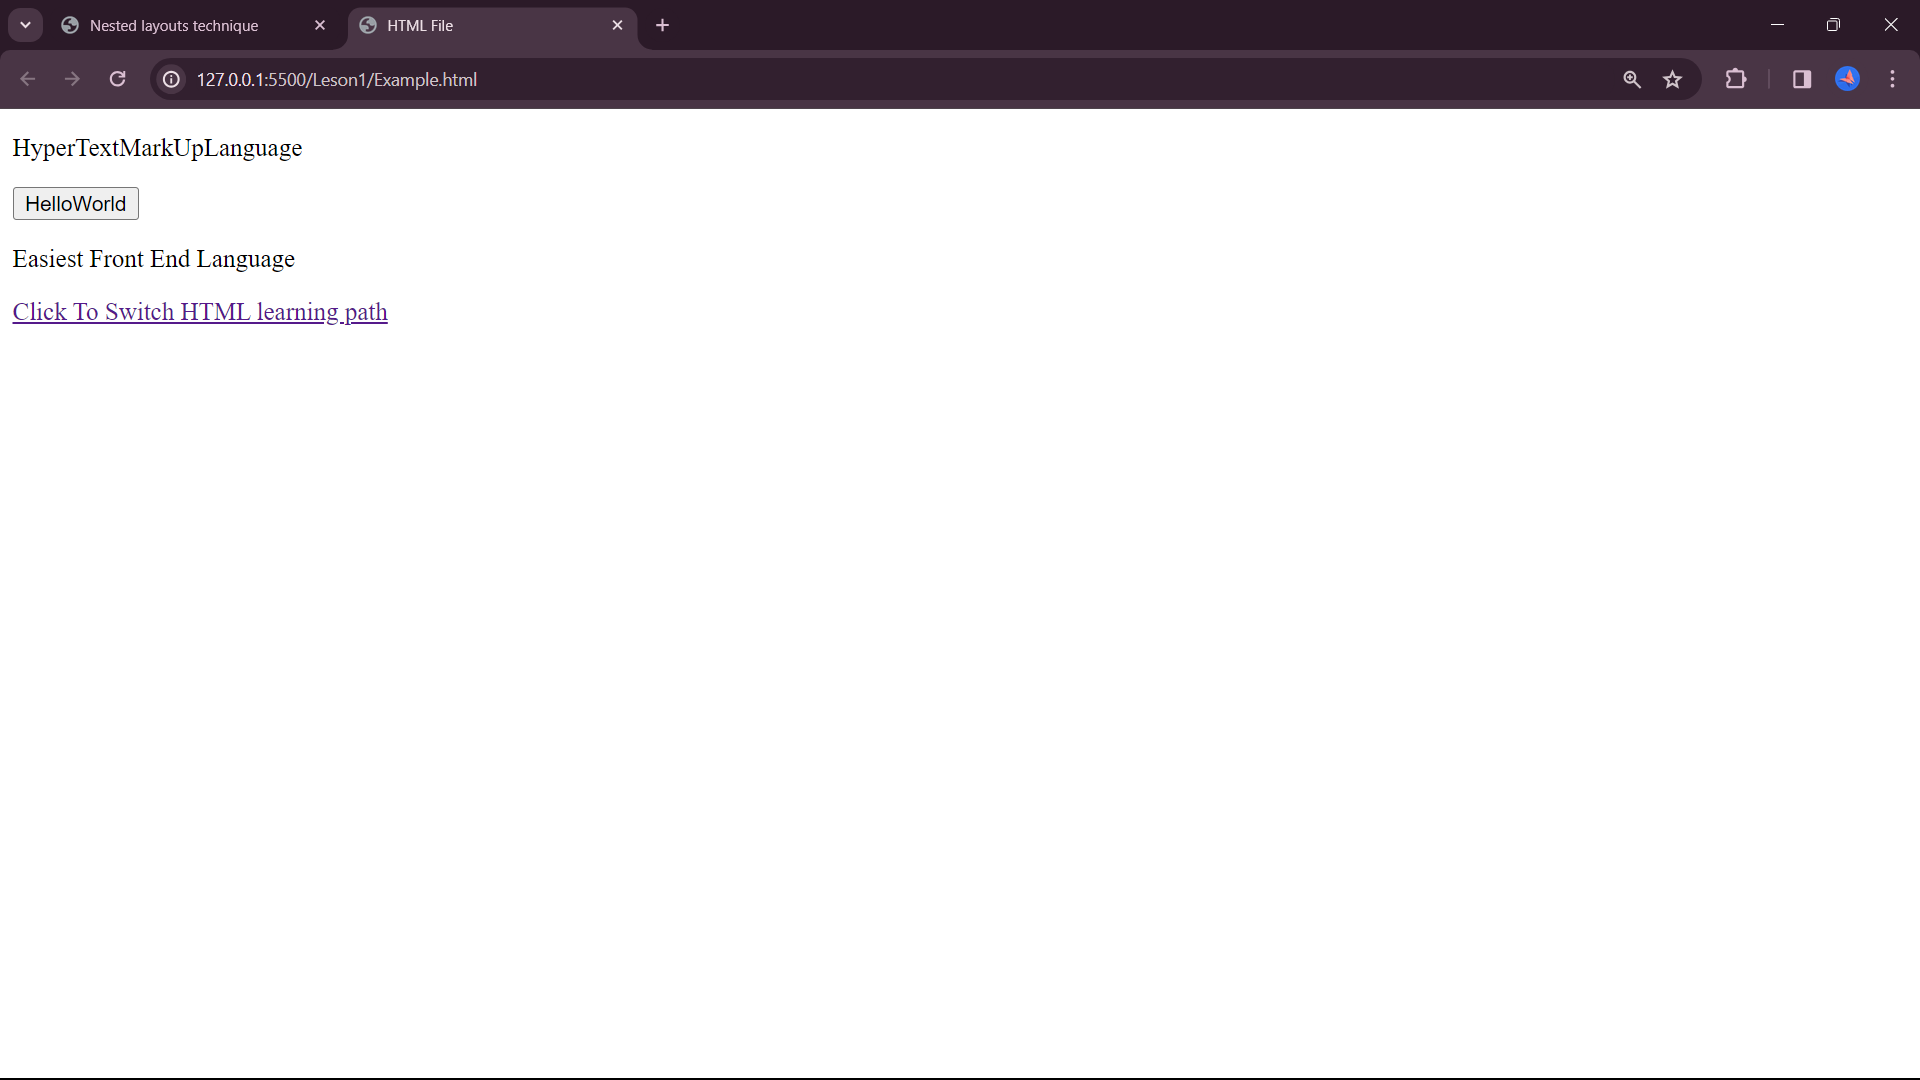 Nested layouts technique
HTML File
127.0.0.1:5500/Leson1/Example.html
HyperTextMarkUpLanguage
HelloWorld
Easiest Front End Language
Click To Switch HTML learning path